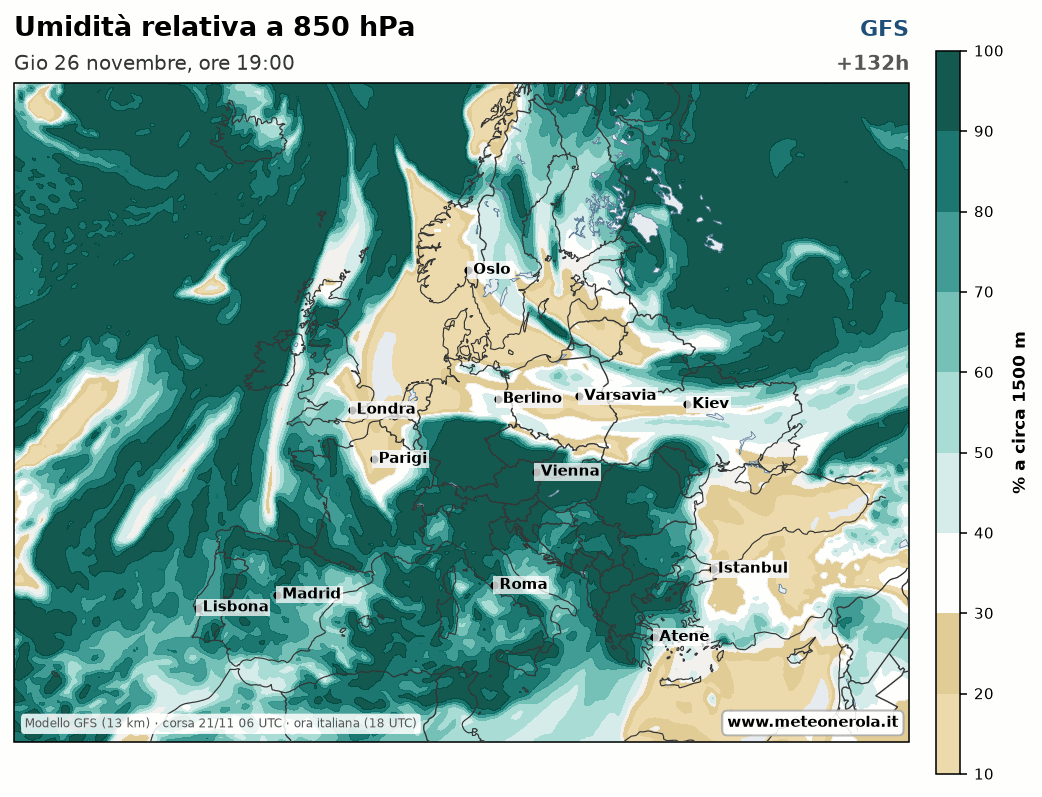 Umidità relativa a 850 hPa
GFS
Gio 26 novembre, ore 19:00
+132h
100
90
80
70
60
50
40
30
20
10
% a circa 1500 m
Oslo
Londra
Berlino
Varsavia
Kiev
Parigi
Vienna
Istanbul
Roma
Madrid
Lisbona
Atene
Modello GFS (13 km) · corsa 21/11 06 UTC · ora italiana (18 UTC)
www.meteonerola.it